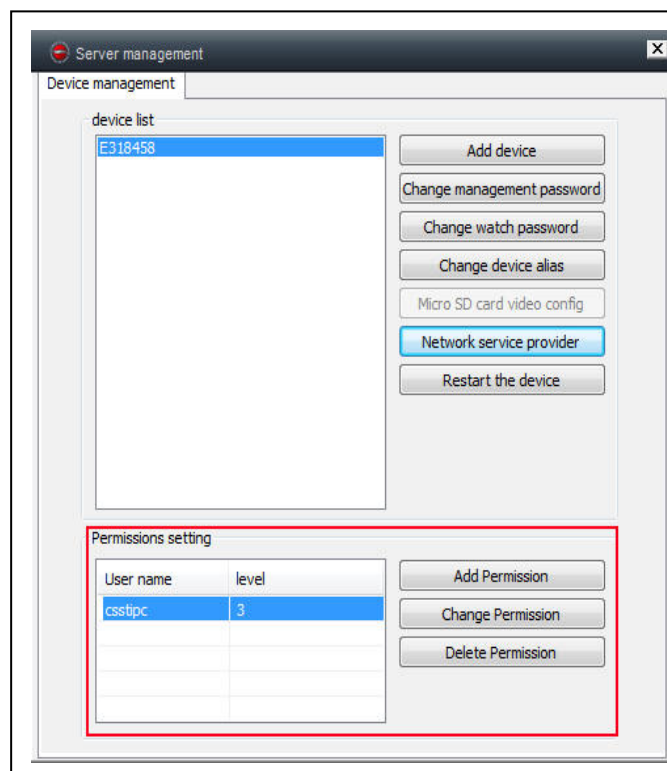 Server management
Device management
device list
E318458
Add device
Change management password
Change watch password
Change device alias
Micro SD card video config
Network service provider
Restart the device
Permissions setting
User name level
csstipc 3
Add Permission
Change Permission
Delete Permission